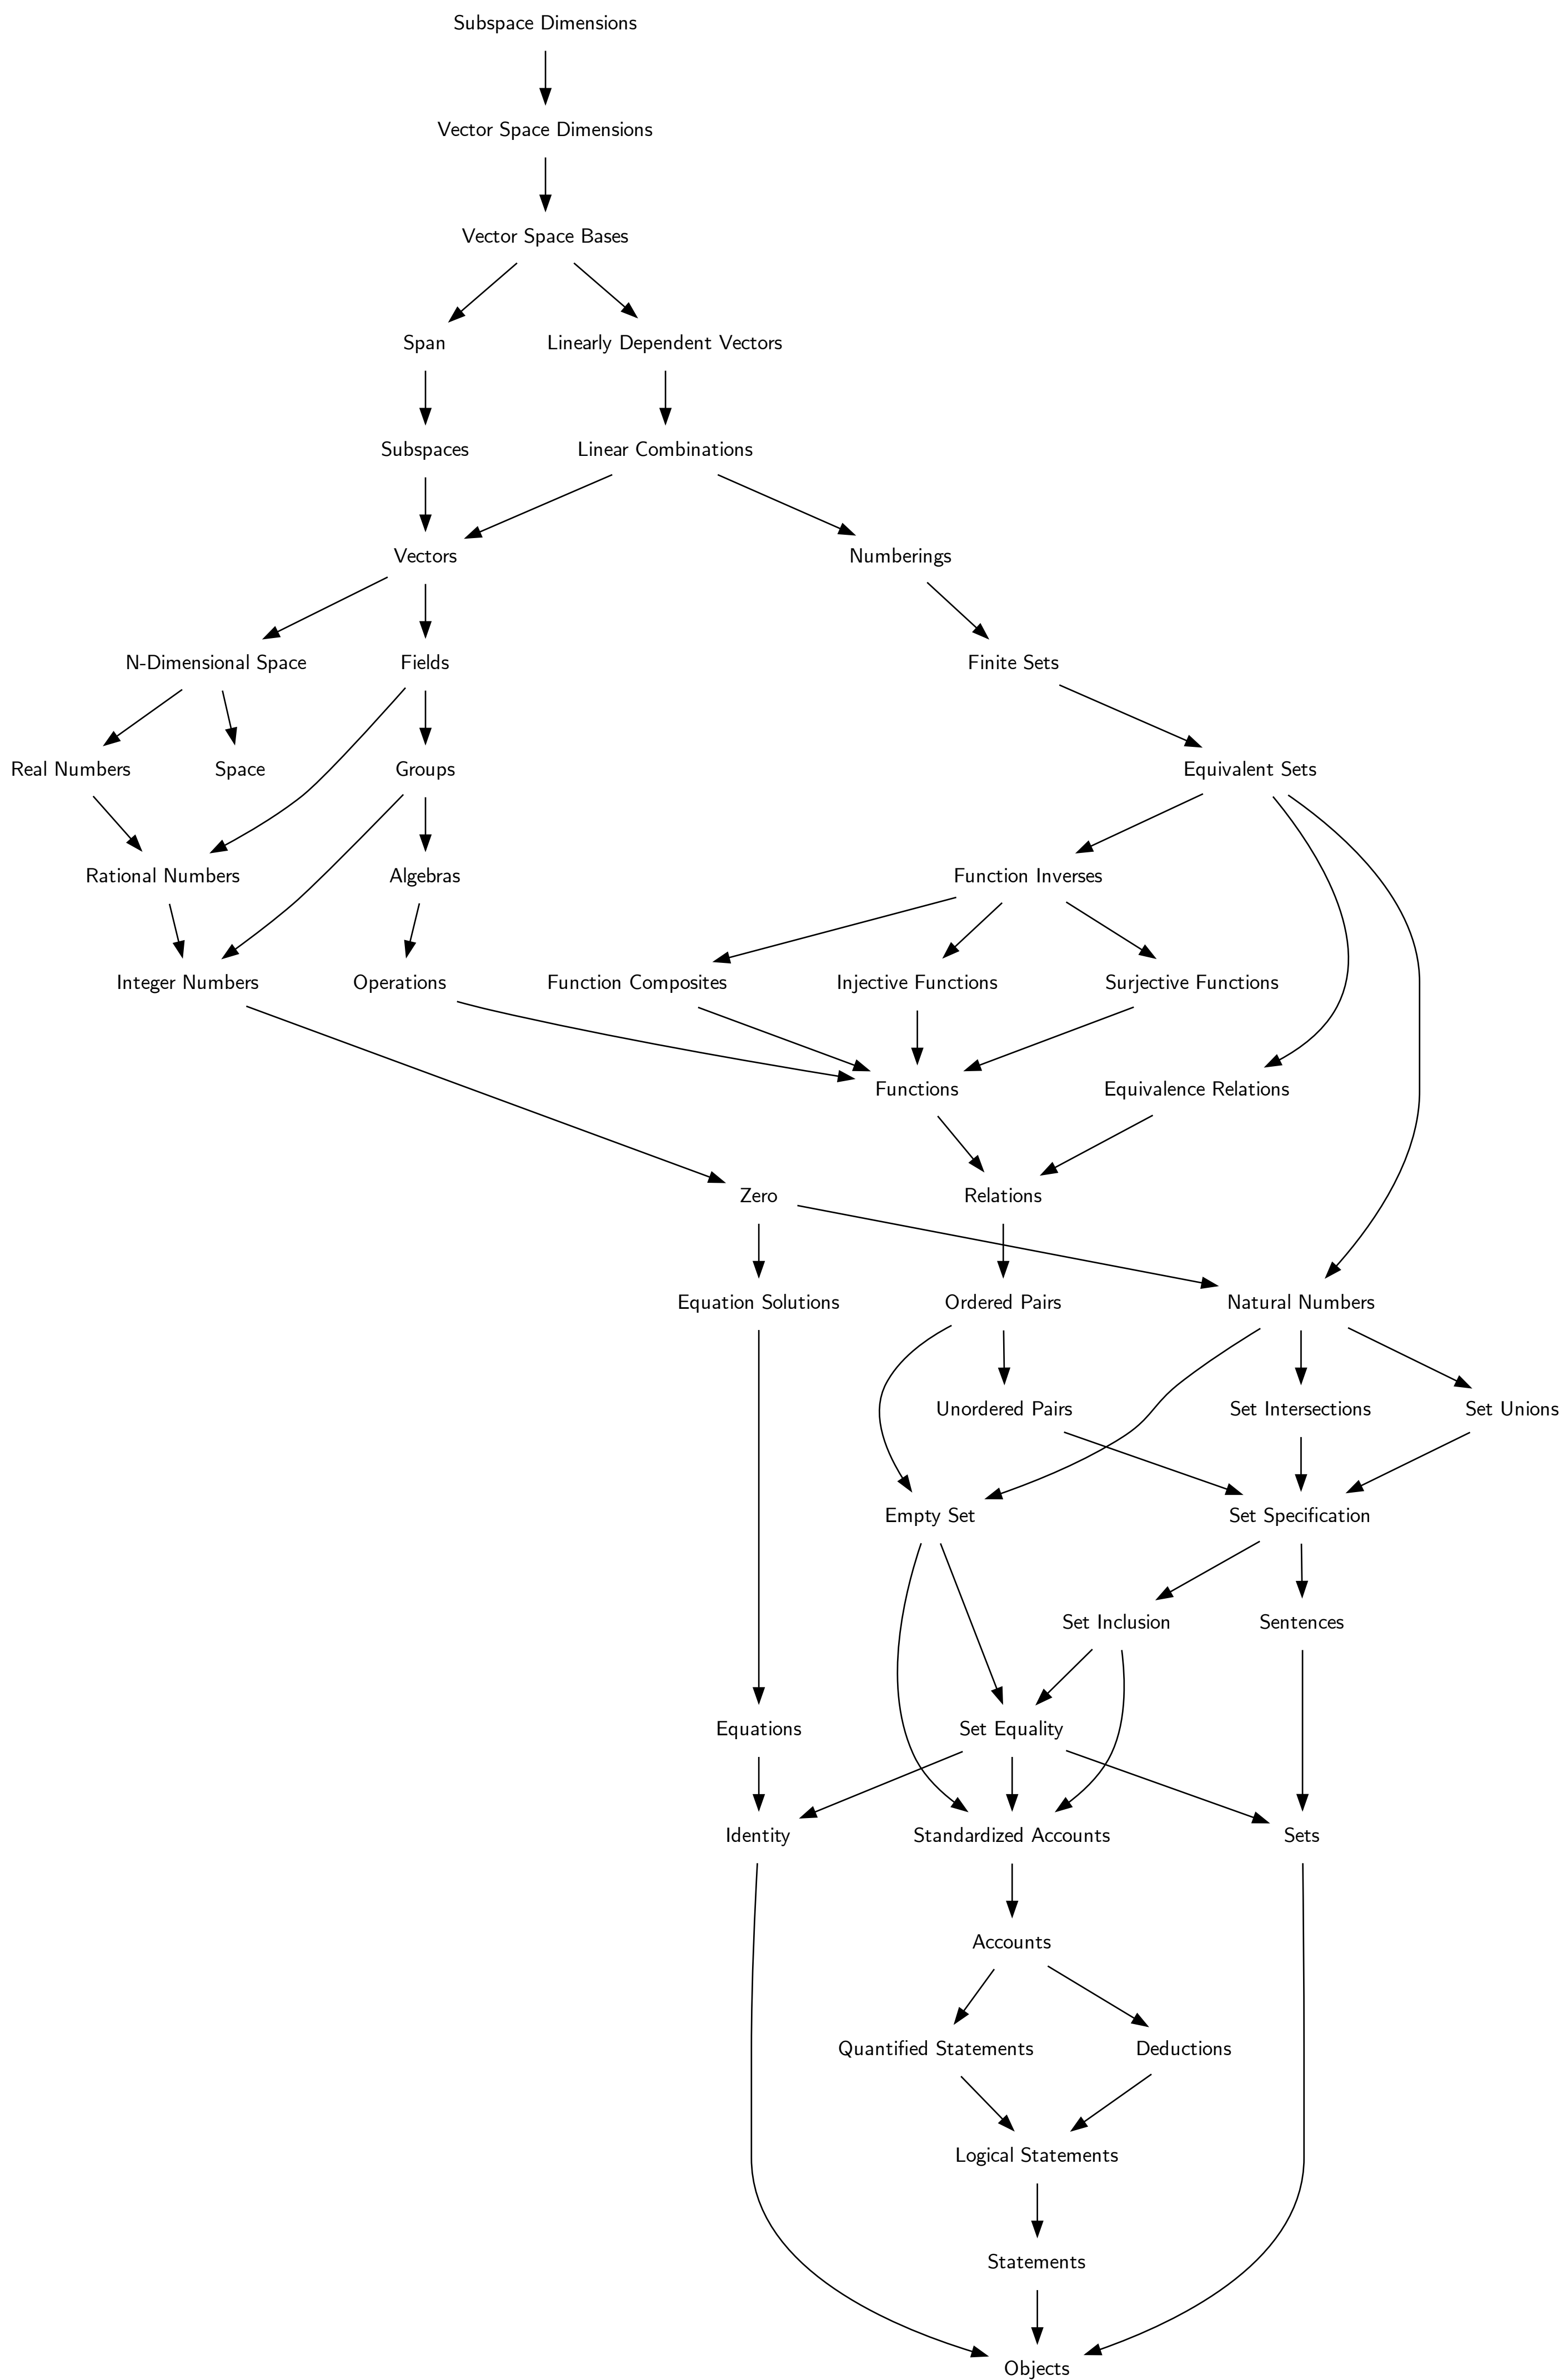 Subspace Dimensions
Vector Space Dimensions
Vector Space Bases
Span
Linearly Dependent Vectors
Subspaces
Linear Combinations
Vectors
Numberings
N-Dimensional Space
Fields
Finite Sets
Real Numbers
Space
Groups
Equivalent Sets
Rational Numbers
Algebras
Function Inverses
Integer Numbers
Operations
Function Composites
Injective Functions
Surjective Functions
Functions
Equivalence Relations
Zero
Relations
Equation Solutions
Ordered Pairs
Natural Numbers
Unordered Pairs
Set Intersections
Set Unions
Empty Set
Set Specification
Set Inclusion
Sentences
Equations
Set Equality
Identity
Standardized Accounts
Sets
Accounts
Quantified Statements
Deductions
Logical Statements
Statements
Objects